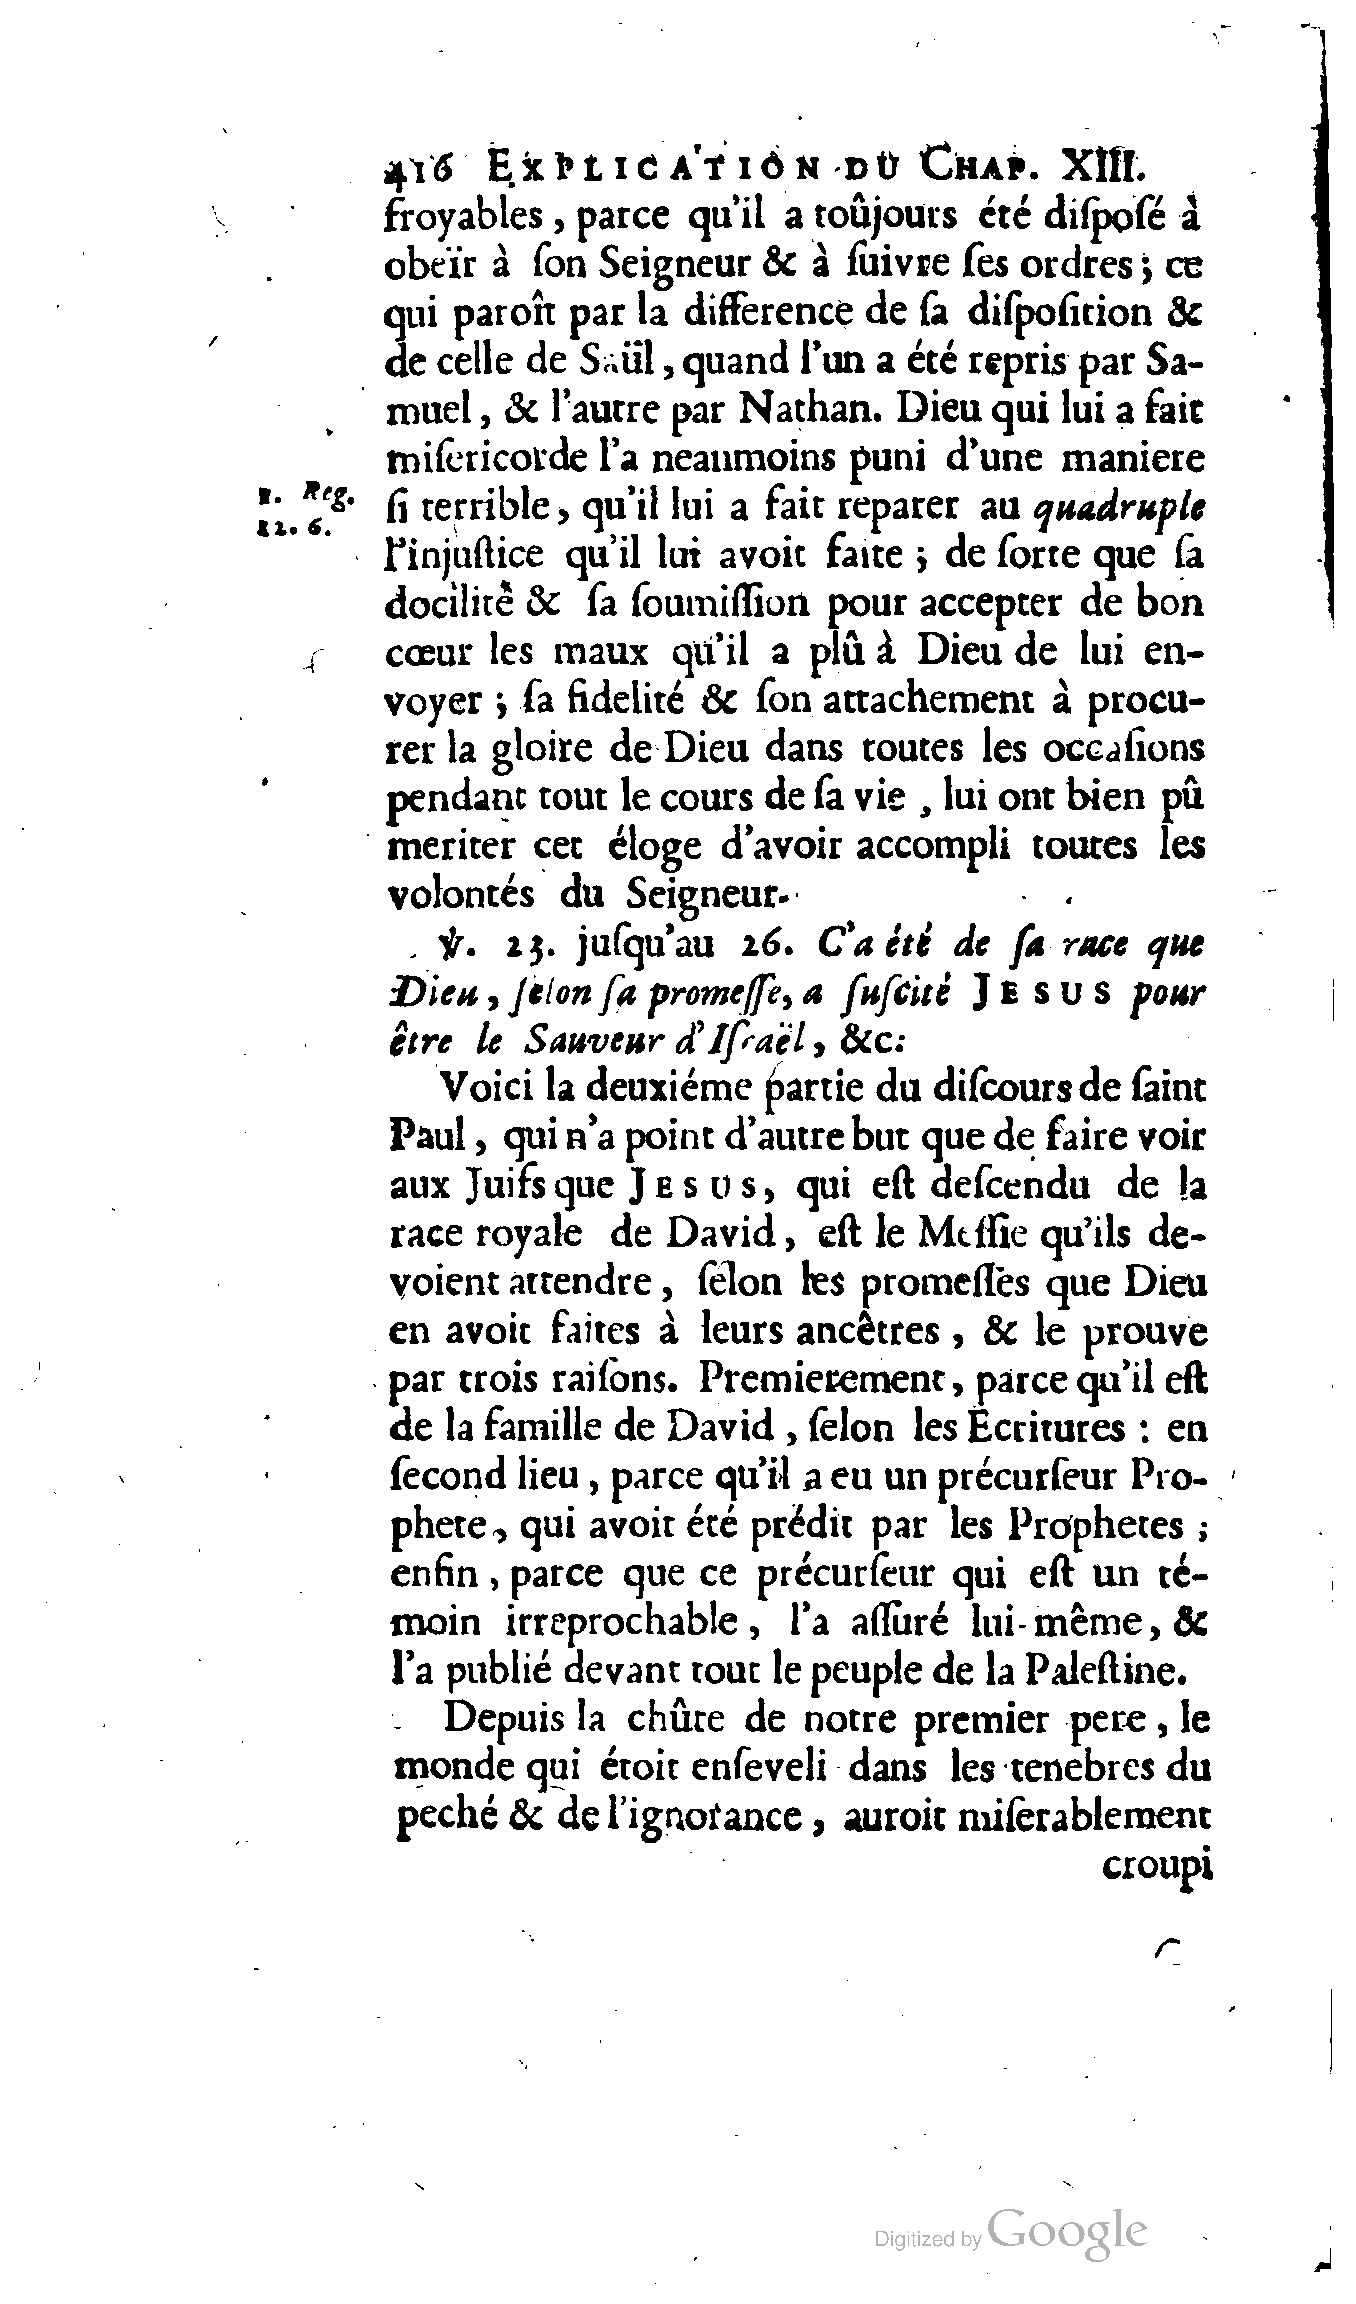 416 EXPLICATION DU CHAP. XIII.
froyables, parce qu'il a toûjours été diſpoſé à
obeïr à ſon Seigneur & à ſuivre ſes ordres; ce
qui paroît par la difference de ſa diſpoſition &
de celle de Saül, quand l'un a été repris par Sa-
muel, & l'autre par Nathan. Dieu qui lui a fait
miſericorde l'a neanmoins puni d'une maniere
2. Reg.
12. 6.
ſi terrible, qu'il lui a fait reparer au quadruple
l'injuſtice qu'il lui avoit faite; de ſorte que ſa
docilité & ſa ſoumiſſion pour accepter de bon
cœur les maux qu'il a plû à Dieu de lui en-
voyer; ſa fidelité & ſon attachement à procu-
rer la gloire de Dieu dans toutes les occaſions
pendant tout le cours de ſa vie, lui ont bien pû
meriter cet éloge d'avoir accompli toutes les
volontés du Seigneur.
℣. 23. juſqu'au 26. C'a été de ſa race que
Dieu, ſelon ſa promeſſe, a ſuſcité JESUS pour
être le Sauveur d'Iſraël, &c.
Voici la deuxiéme partie du diſcours de ſaint
Paul, qui n'a point d'autre but que de faire voir
aux Juifs que JESUS, qui eſt deſcendu de la
race royale de David, eſt le Meſſie qu'ils de-
voient attendre, ſelon les promeſſes que Dieu
en avoit faites à leurs ancêtres, & le prouve
par trois raiſons. Premierement, parce qu'il eſt
de la famille de David, ſelon les Ecritures : en
ſecond lieu, parce qu'il a eu un précurſeur Pro-
phete, qui avoit été prédit par les Prophetes;
enfin, parce que ce précurſeur qui eſt un té-
moin irreprochable, l'a aſſuré lui-même, &
l'a publié devant tout le peuple de la Paleſtine.
Depuis la chûte de notre premier pere, le
monde qui étoit enſeveli dans les tenebres du
peché & de l'ignorance, auroit miſerablement
croupi
Digitized by Google